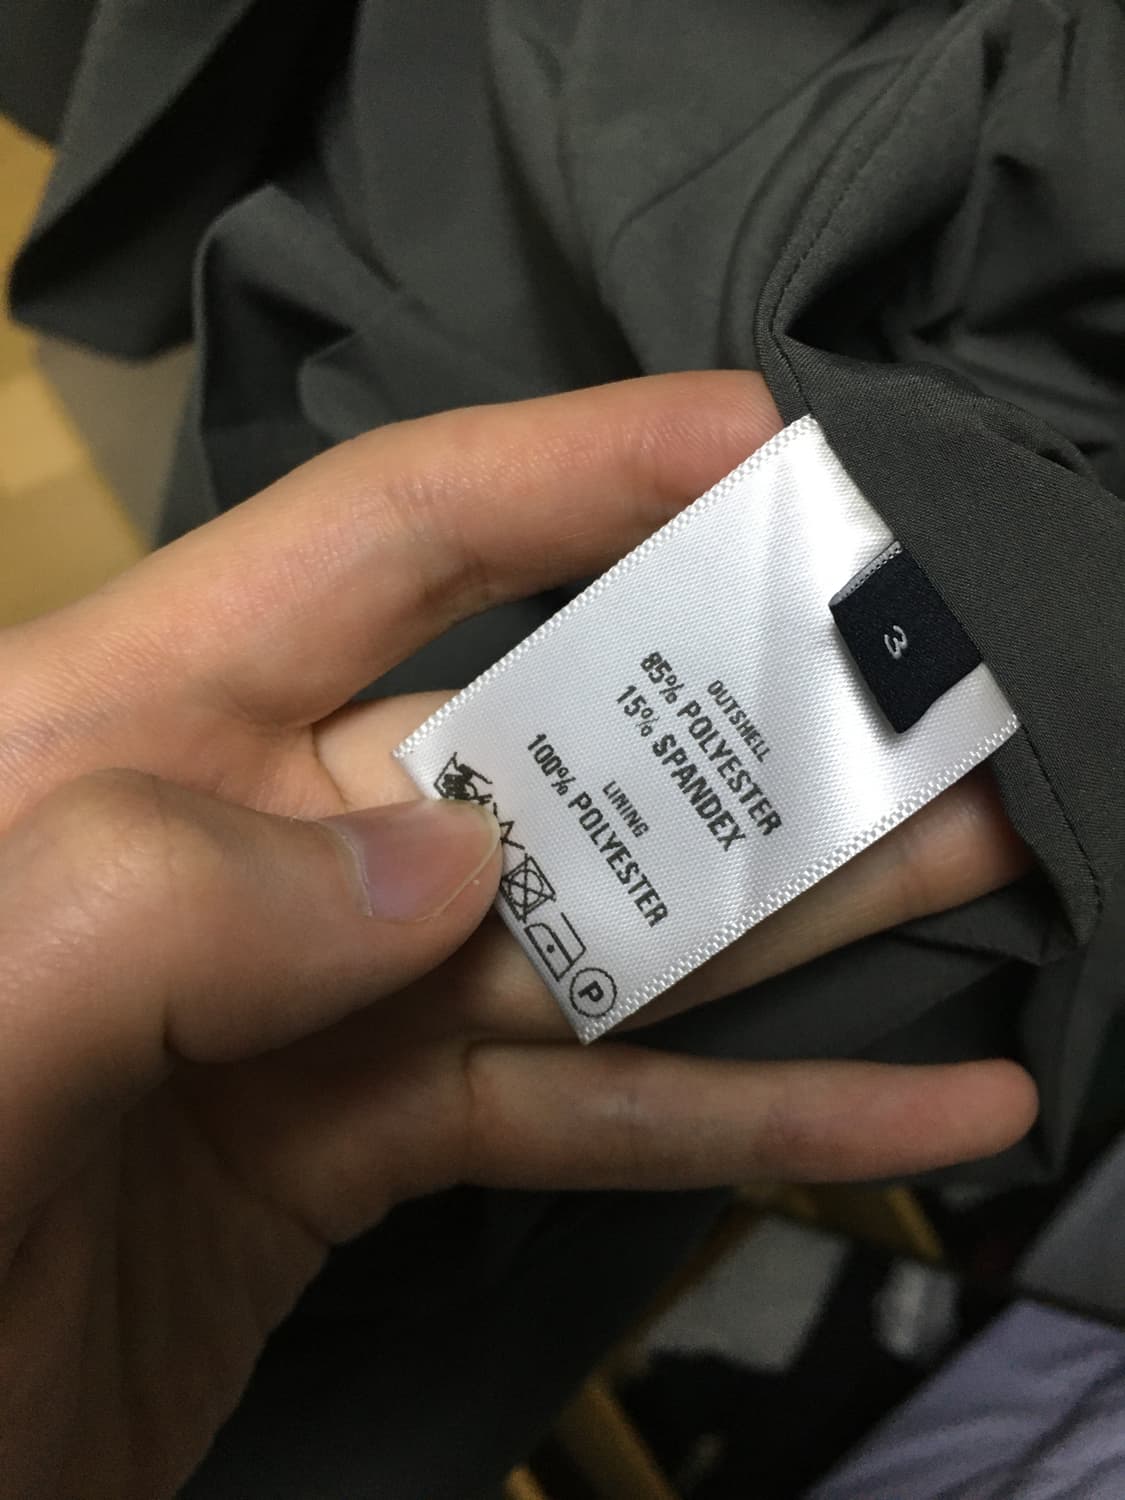 3
OUTSHELL
85% POLYESTER
15% SPANDEX
LINING
100% POLYESTER
P